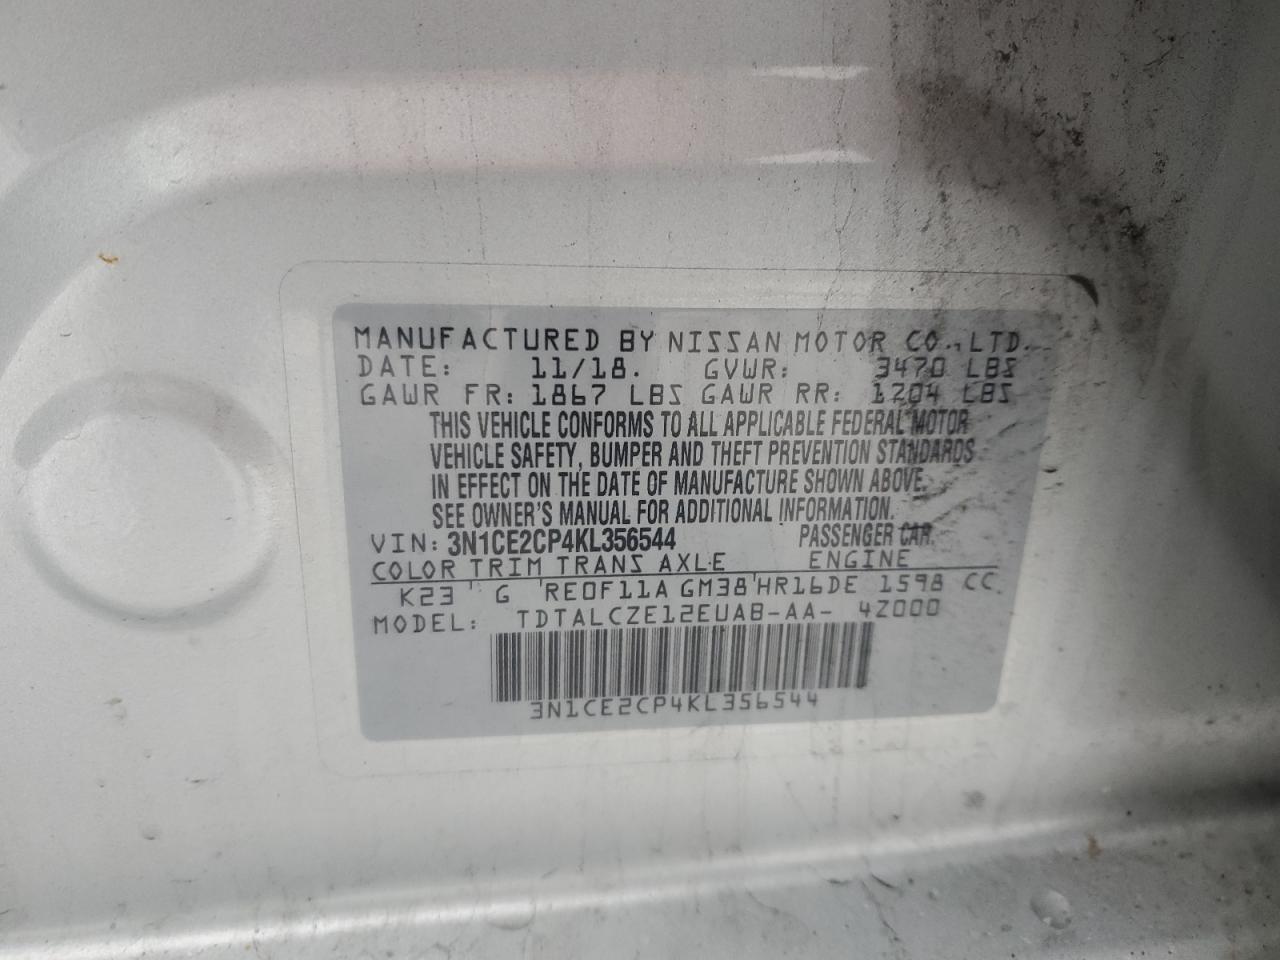 MANUFACTURED BY NISSAN MOTOR CO., LTD.
DATE: 11/18. GVWR: 3470 LBS
GAWR FR: 1867 LBS GAWR RR: 1704 LBS
THIS VEHICLE CONFORMS TO ALL APPLICABLE FEDERAL MOTOR
VEHICLE SAFETY, BUMPER AND THEFT PREVENTION STANDARDS
IN EFFECT ON THE DATE OF MANUFACTURE SHOWN ABOVE.
SEE OWNER'S MANUAL FOR ADDITIONAL INFORMATION.
VIN: 3N1CE2CP4KL356544 PASSENGER CAR.
COLOR TRIM TRANS AXLE ENGINE
K23 G RE0F11A GM38 HR16DE 1598 CC.
MODEL: TDTALCZE12EUAB-AA- 4Z000
3N1CE2CP4KL356544